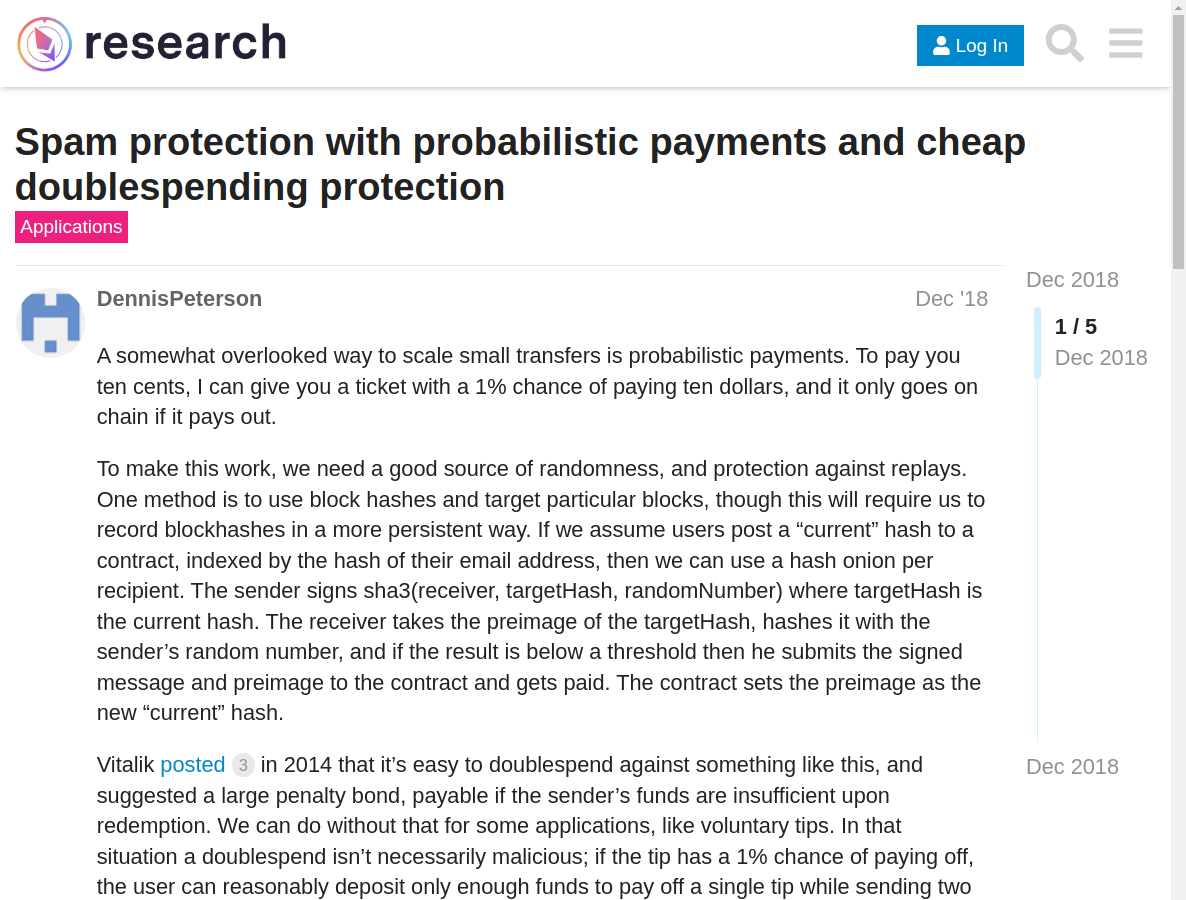 research
Log In
Spam protection with probabilistic payments and cheap
doublespending protection
Applications
DennisPeterson
Dec '18
Dec 2018
1 / 5
Dec 2018
A somewhat overlooked way to scale small transfers is probabilistic payments. To pay you
ten cents, I can give you a ticket with a 1% chance of paying ten dollars, and it only goes on
chain if it pays out.
To make this work, we need a good source of randomness, and protection against replays.
One method is to use block hashes and target particular blocks, though this will require us to
record blockhashes in a more persistent way. If we assume users post a “current” hash to a
contract, indexed by the hash of their email address, then we can use a hash onion per
recipient. The sender signs sha3(receiver, targetHash, randomNumber) where targetHash is
the current hash. The receiver takes the preimage of the targetHash, hashes it with the
sender’s random number, and if the result is below a threshold then he submits the signed
message and preimage to the contract and gets paid. The contract sets the preimage as the
new “current” hash.
Vitalik posted 3 in 2014 that it’s easy to doublespend against something like this, and
suggested a large penalty bond, payable if the sender’s funds are insufficient upon
redemption. We can do without that for some applications, like voluntary tips. In that
situation a doublespend isn’t necessarily malicious; if the tip has a 1% chance of paying off,
the user can reasonably deposit only enough funds to pay off a single tip while sending two
Dec 2018